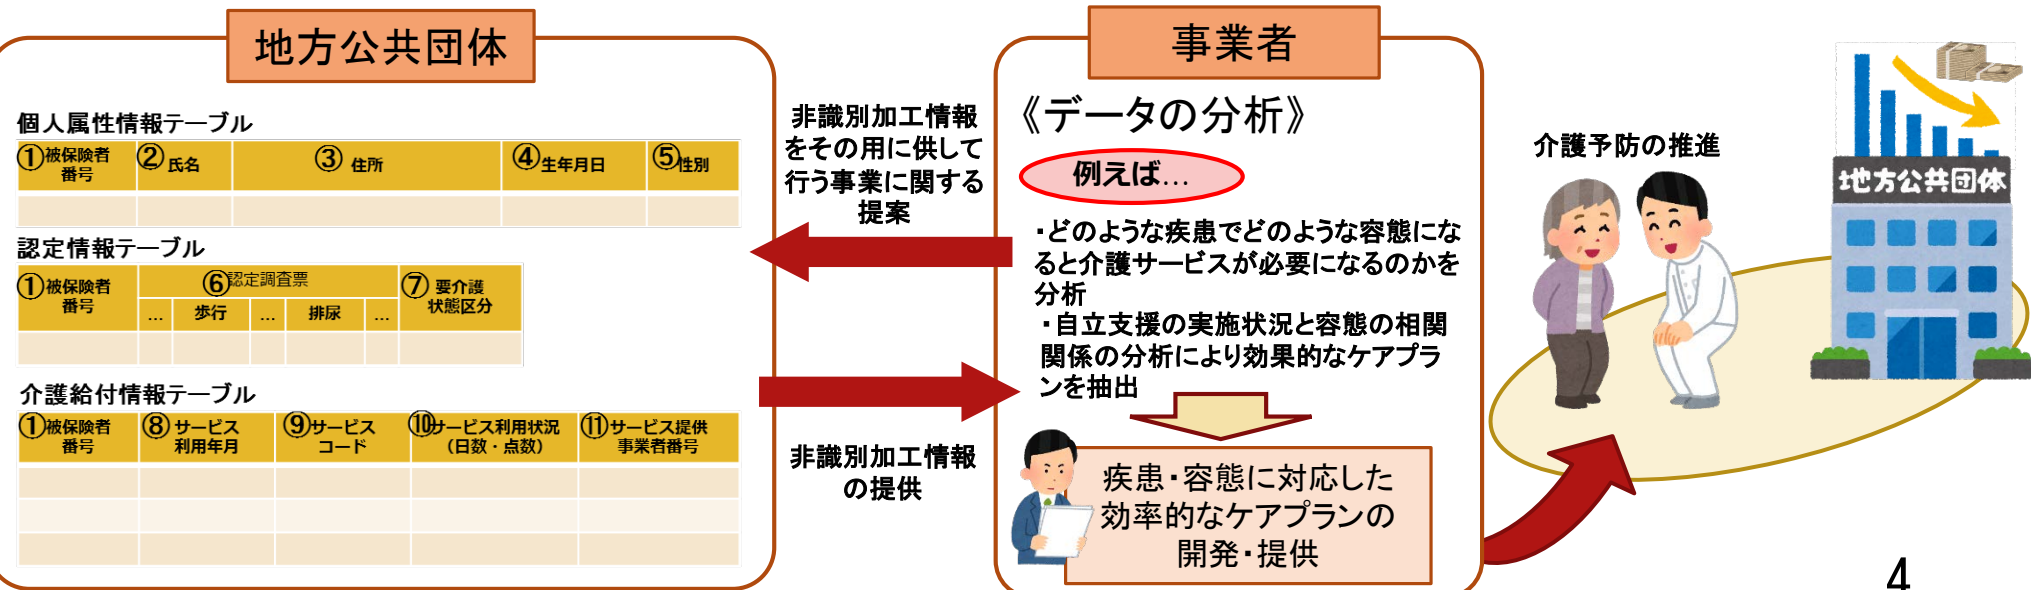 地方公共団体
個人属性情報テーブル
①被保険者
番号
②氏名
③ 住所
④生年月日
⑤性別
認定情報テーブル
①被保険者
番号
⑥認定調査票
… 歩行 … 排尿 …
⑦ 要介護
状態区分
介護給付情報テーブル
①被保険者
番号
⑧サービス
利用年月
⑨サービス
コード
⑩サービス利用状況
（日数・点数）
⑪サービス提供
事業者番号
非識別加工情報
をその用に供して
行う事業に関する
提案
非識別加工情報
の提供
事業者
《データの分析》
例えば…
・どのような疾患でどのような容態にな
ると介護サービスが必要になるのかを
分析
・自立支援の実施状況と容態の相関
関係の分析により効果的なケアプラ
ンを抽出
疾患・容態に対応した
効率的なケアプランの
開発・提供
介護予防の推進
地方公共団体
4